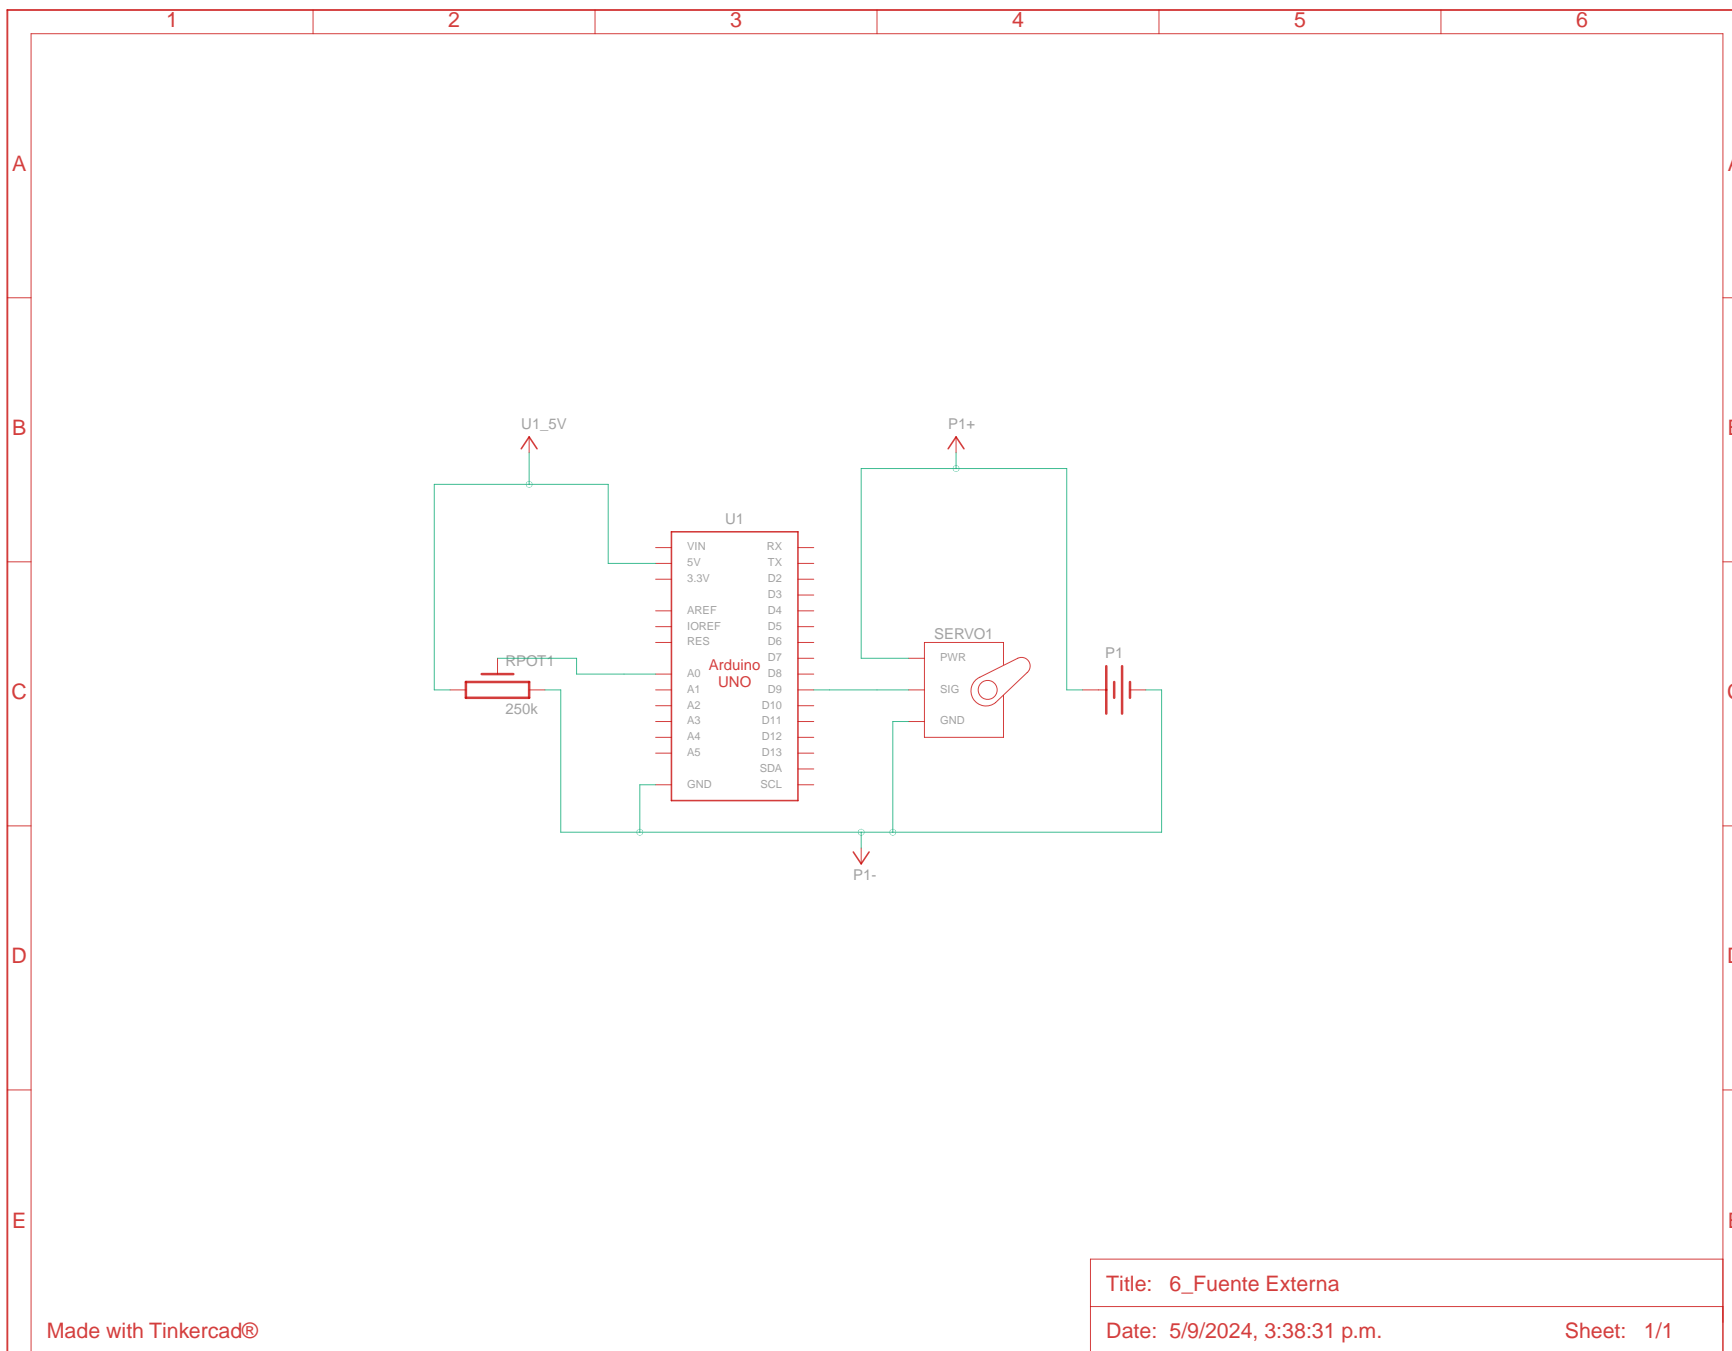 1 2 3 4 5 6
A
B
C
D
E
U1_5V
P1+
U1
VIN RX
5V TX
3.3V D2
D3
AREF D4
IOREF D5
RES D6
D7
A0 D8
A1 D9
A2 D10
A3 D11
A4 D12
A5 D13
SDA
GND SCL
Arduino
UNO
RPOT1
250k
SERVO1
PWR
SIG
GND
P1
P1-
Title: 6_Fuente Externa
Date: 5/9/2024, 3:38:31 p.m. Sheet: 1/1
Made with Tinkercad®